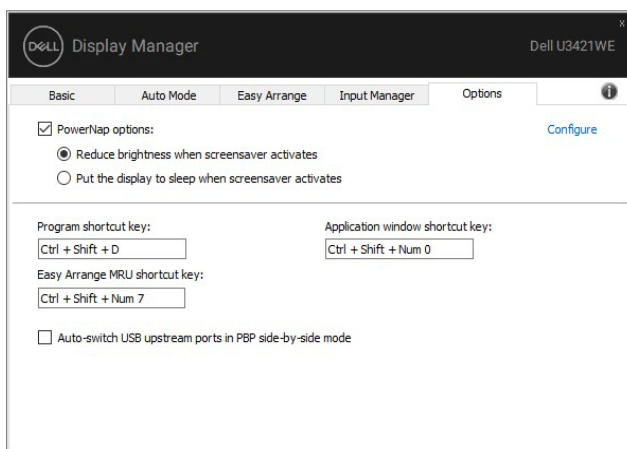 x
DELL Display Manager
Dell U3421WE
Basic
Auto Mode
Easy Arrange
Input Manager
Options
i
PowerNap options:
Configure
Reduce brightness when screensaver activates
Put the display to sleep when screensaver activates
Program shortcut key:
Application window shortcut key:
Ctrl + Shift + D
Ctrl + Shift + Num 0
Easy Arrange MRU shortcut key:
Ctrl + Shift + Num 7
Auto-switch USB upstream ports in PBP side-by-side mode